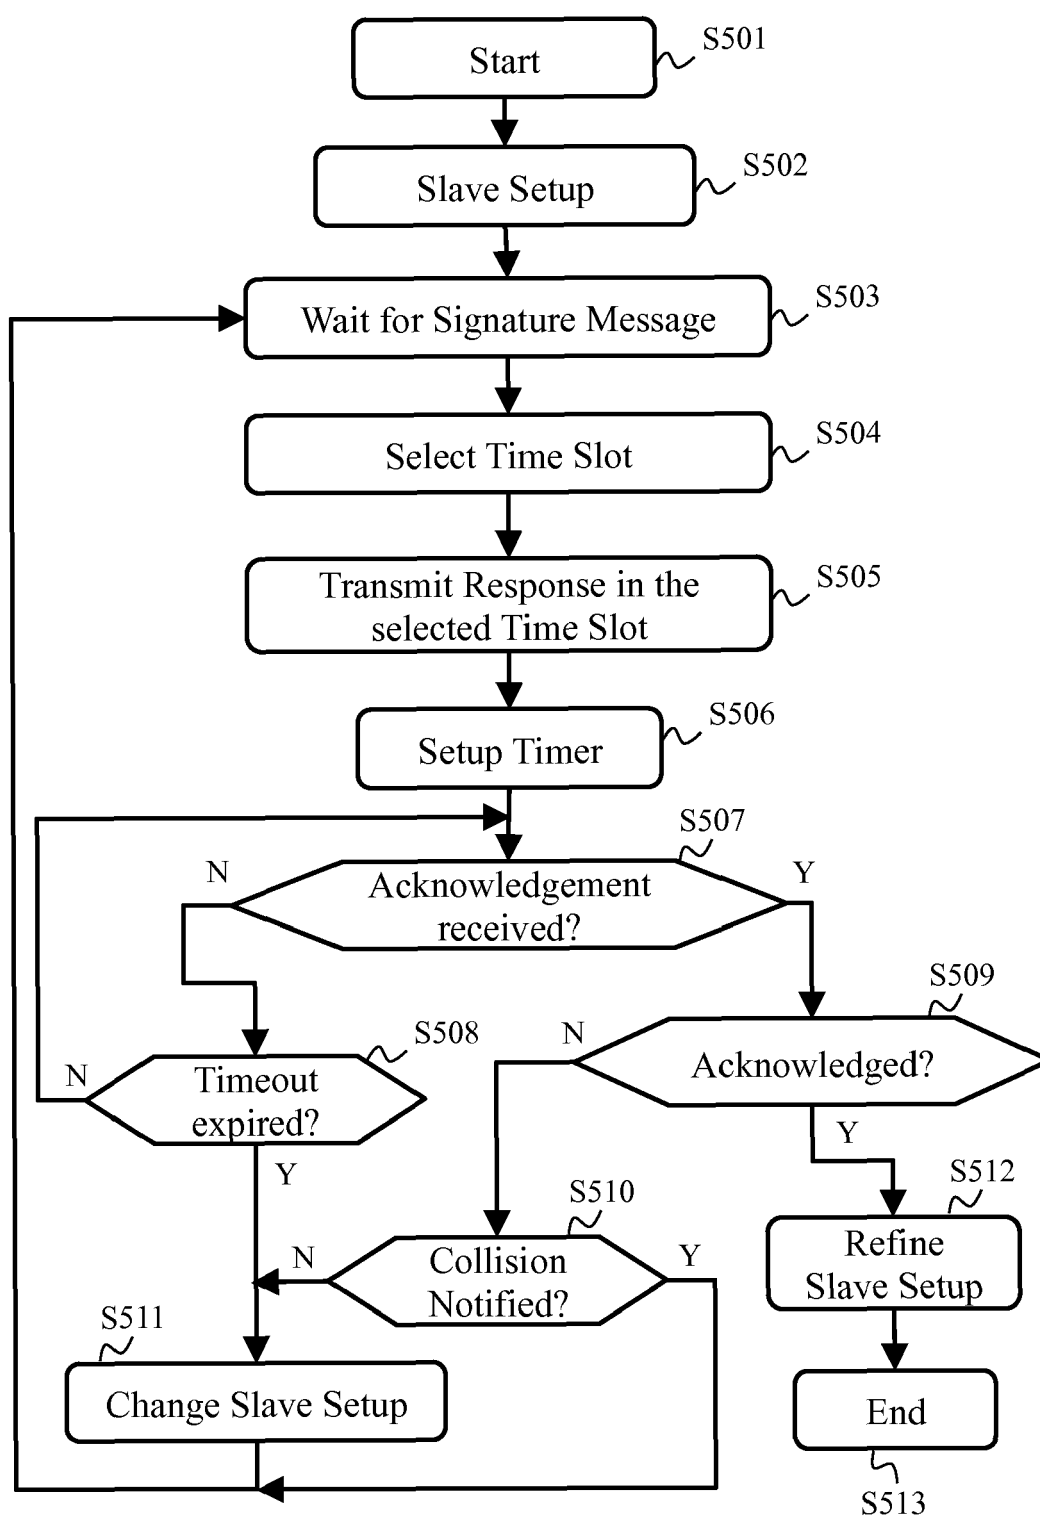 Start
S501
Slave Setup
S502
Wait for Signature Message
S503
Select Time Slot
S504
Transmit Response in the
selected Time Slot
S505
Setup Timer
S506
Acknowledgement
received?
S507
N
Y
Timeout
expired?
S508
N
Y
Acknowledged?
S509
N
Y
Collision
Notified?
S510
N
Y
S511
Change Slave Setup
S512
Refine
Slave Setup
End
S513